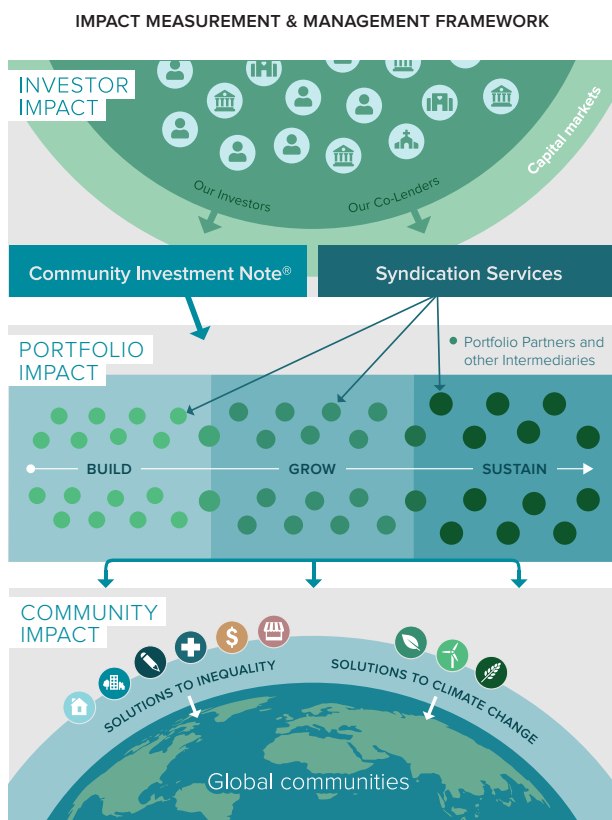 IMPACT MEASUREMENT & MANAGEMENT FRAMEWORK
INVESTOR
IMPACT
Capital markets
Our Investors
Our Co-Lenders
Community Investment Note®
Syndication Services
PORTFOLIO
IMPACT
Portfolio Partners and
other Intermediaries
BUILD
GROW
SUSTAIN
COMMUNITY
IMPACT
$
SOLUTIONS TO INEQUALITY
SOLUTIONS TO CLIMATE CHANGE
Global communities